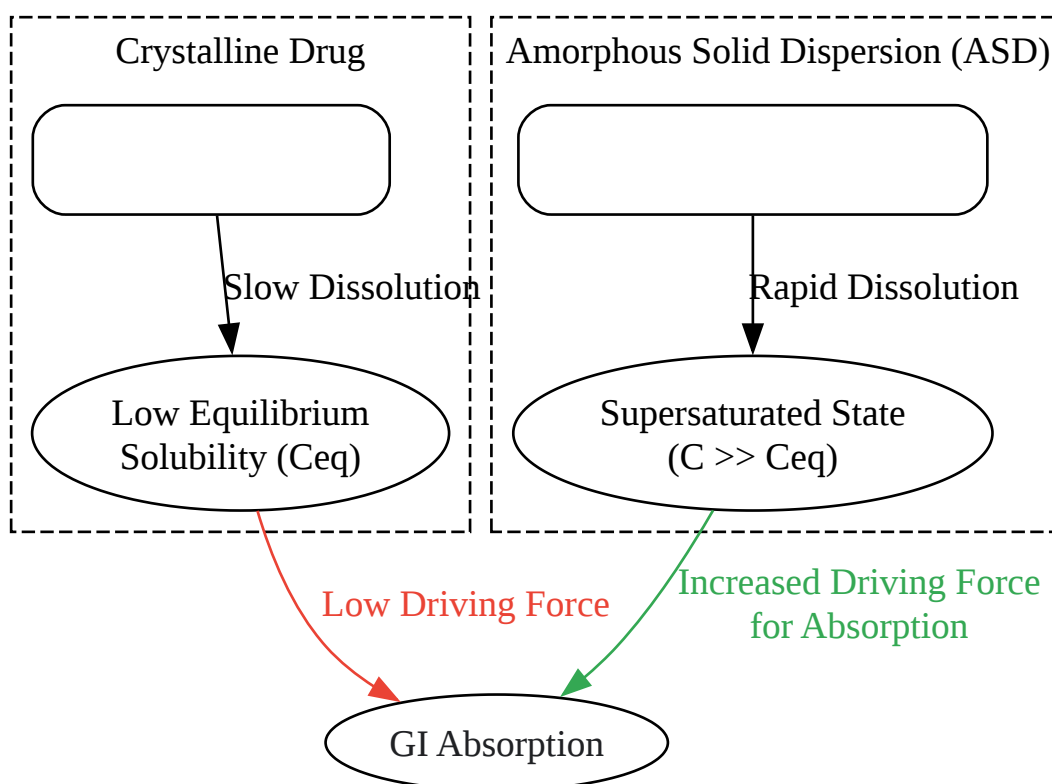 Crystalline Drug
Amorphous Solid Dispersion (ASD)
Slow Dissolution
Rapid Dissolution
Low Equilibrium
Solubility (Ceq)
Supersaturated State
(C >> Ceq)
Low Driving Force
Increased Driving Force
for Absorption
GI Absorption